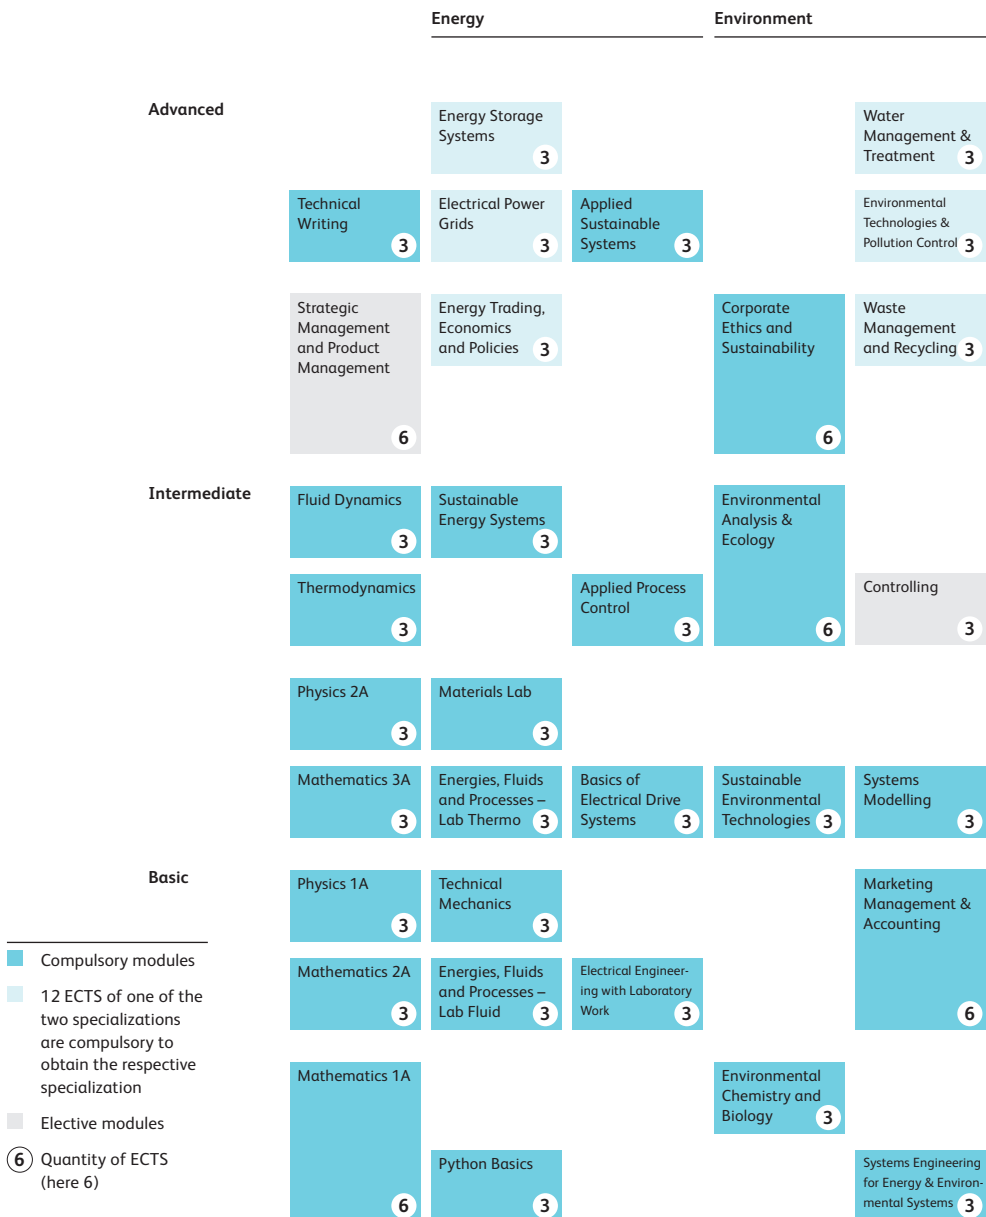 Energy
Environment
Advanced
Energy Storage
Systems
3
Water
Management &
Treatment 3
Technical
Writing
3
Electrical Power
Grids
3
Applied
Sustainable
Systems 3
Environmental
Technologies &
Pollution Control 3
Strategic
Management
and Product
Management
6
Energy Trading,
Economics
and Policies 3
Corporate
Ethics and
Sustainability
6
Waste
Management
and Recycling 3
Intermediate
Fluid Dynamics
3
Sustainable
Energy Systems
3
Environmental
Analysis &
Ecology
6
Thermodynamics
3
Applied Process
Control
3
Controlling
3
Physics 2A
3
Materials Lab
3
Mathematics 3A
3
Energies, Fluids
and Processes –
Lab Thermo 3
Basics of
Electrical Drive
Systems 3
Sustainable
Environmental
Technologies 3
Systems
Modelling
3
Basic
Physics 1A
3
Technical
Mechanics
3
Marketing
Management &
Accounting
6
Mathematics 2A
3
Energies, Fluids
and Processes –
Lab Fluid 3
Electrical Engineer-
ing with Laboratory
Work 3
Mathematics 1A
6
Environmental
Chemistry and
Biology 3
Python Basics
3
Systems Engineering
for Energy & Environ-
mental Systems 3
Compulsory modules
12 ECTS of one of the
two specializations
are compulsory to
obtain the respective
specialization
Elective modules
6 Quantity of ECTS
(here 6)